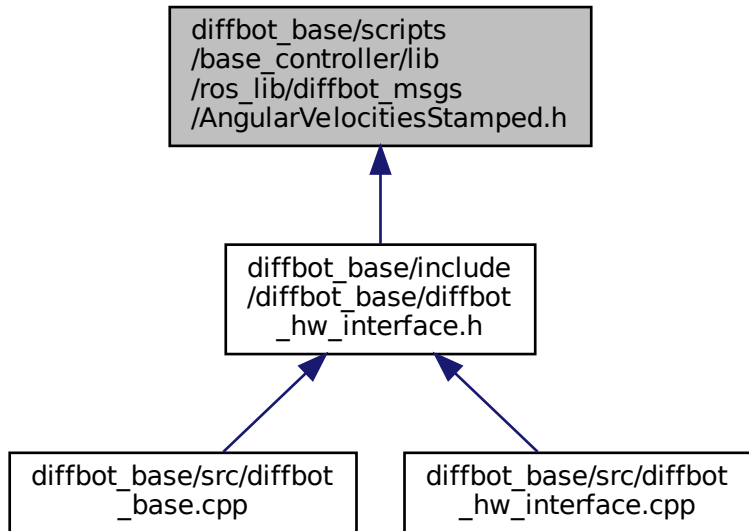 diffbot_base/scripts
/base_controller/lib
/ros_lib/diffbot_msgs
/AngularVelocitiesStamped.h
diffbot_base/include
/diffbot_base/diffbot
_hw_interface.h
diffbot_base/src/diffbot
_base.cpp
diffbot_base/src/diffbot
_hw_interface.cpp